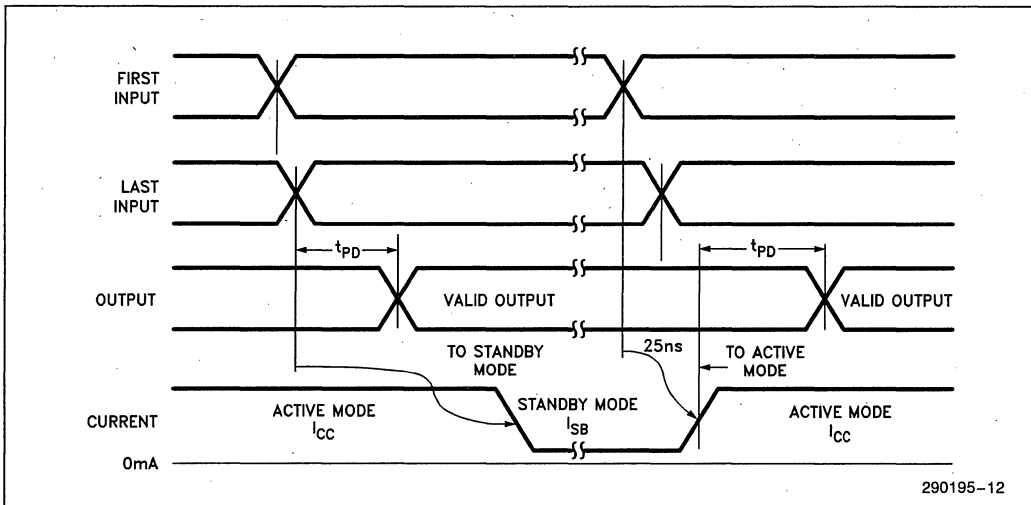 FIRST
INPUT
LAST
INPUT
tPD
tPD
OUTPUT
VALID OUTPUT
VALID OUTPUT
TO STANDBY
MODE
25ns
TO ACTIVE
MODE
CURRENT
ACTIVE MODE
ICC
STANDBY MODE
ISB
ACTIVE MODE
ICC
0mA
290195-12